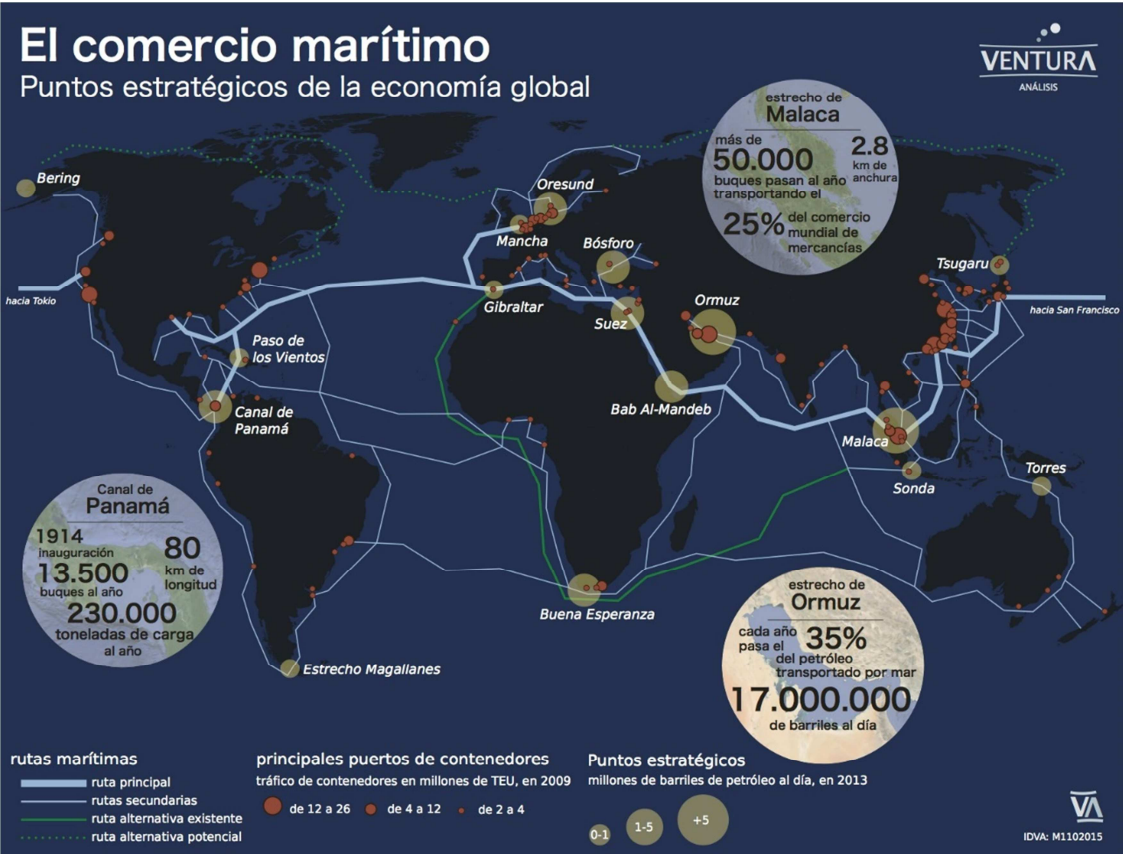 El comercio marítimo
Puntos estratégicos de la economía global
VENTURA
ANÁLISIS
estrecho de
Malaca
más de
50.000
buques pasan al año
transportando el
2.8
km de
anchura
25%
del comercio
mundial de
mercancías
Bering
Oresund
Mancha
Bósforo
Tsugaru
hacia Tokio
Gibraltar
Suez
Ormuz
hacia San Francisco
Paso de
los Vientos
Bab Al-Mandeb
Canal de
Panamá
Malaca
Sonda
Torres
Canal de
Panamá
1914
inauguración
13.500
buques al año
80
km de
longitud
230.000
toneladas de carga
al año
Buena Esperanza
Estrecho Magallanes
estrecho de
Ormuz
cada año
pasa el
35%
del petróleo
transportado por mar
17.000.000
de barriles al día
rutas marítimas
ruta principal
rutas secundarias
ruta alternativa existente
ruta alternativa potencial
principales puertos de contenedores
tráfico de contenedores en millones de TEU, en 2009
de 12 a 26
de 4 a 12
de 2 a 4
Puntos estratégicos
millones de barriles de petróleo al día, en 2013
0-1
1-5
+5
VA
IDVA: M1102015